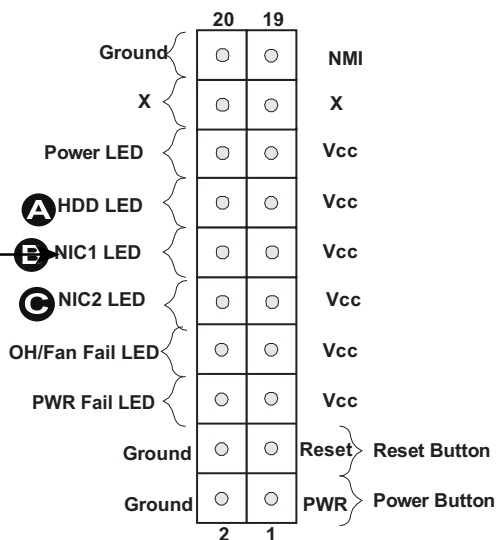 20 19
Ground NMI
X X
Power LED Vcc
A HDD LED Vcc
B NIC1 LED Vcc
C NIC2 LED Vcc
OH/Fan Fail LED Vcc
PWR Fail LED Vcc
Ground Reset Reset Button
Ground PWR Power Button
2 1